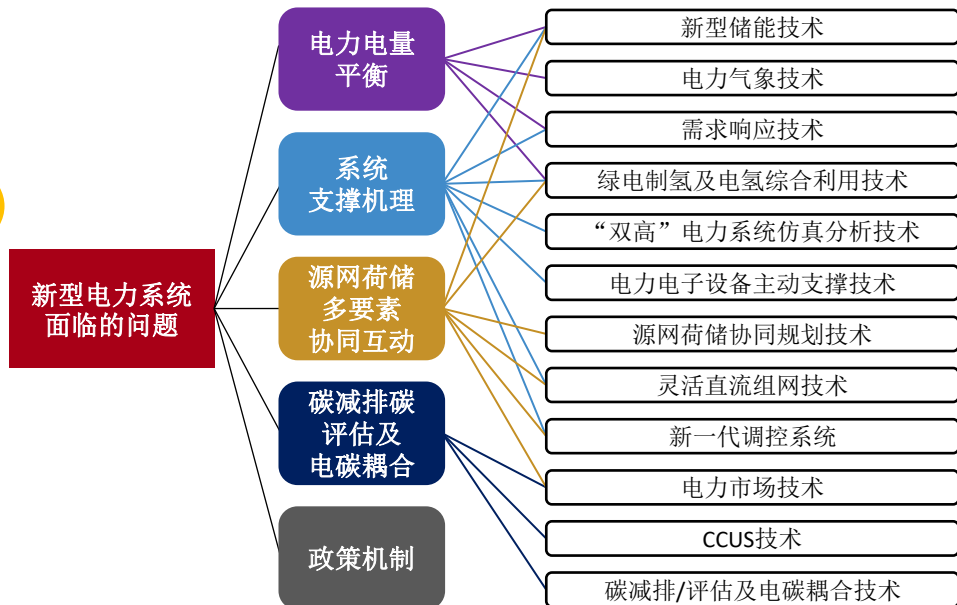 新型电力系统
面临的问题
电力电量
平衡
系统
支撑机理
源网荷储
多要素
协同互动
碳减排碳
评估及
电碳耦合
政策机制
新型储能技术
电力气象技术
需求响应技术
绿电制氢及电氢综合利用技术
“双高”电力系统仿真分析技术
电力电子设备主动支撑技术
源网荷储协同规划技术
灵活直流组网技术
新一代调控系统
电力市场技术
CCUS技术
碳减排/评估及电碳耦合技术